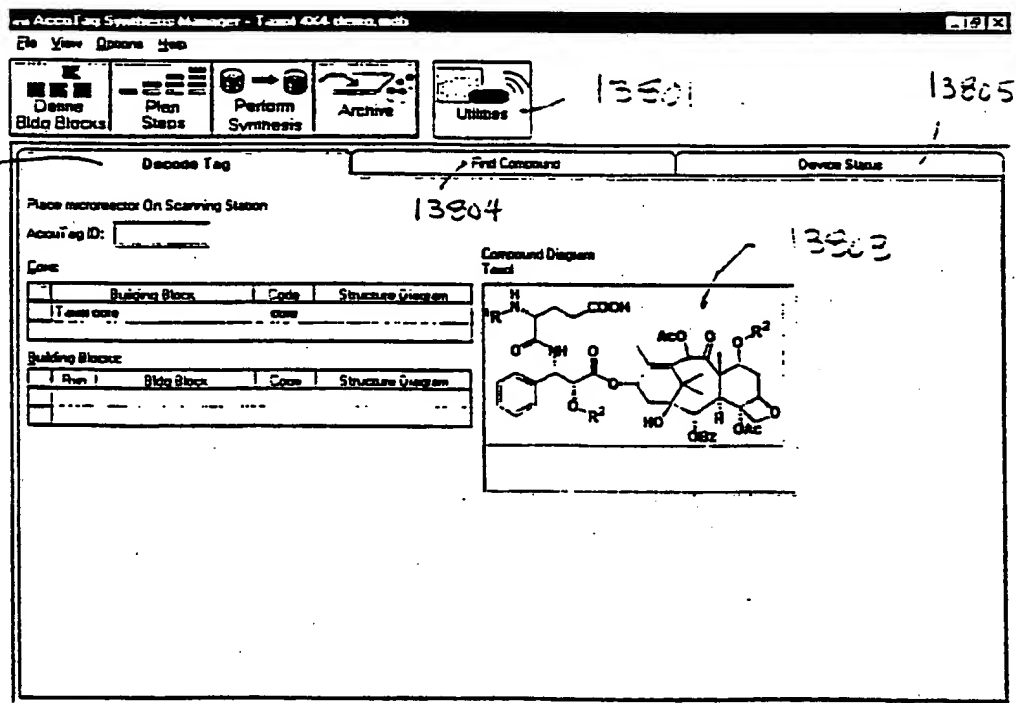 AccuTag Synthesis Manager - Taxol 4X4 demo.mdb
File View Options Help
Define Bldg Blocks
Plan Steps
Perform Synthesis
Archive
Utilities
13801
13805
Decode Tag
Find Compound
Device Status
13804
Place microreactor On Scanning Station
AccuTag ID:
13803
Compound Diagram
Taxol
Core:
Building Block Code Structure Diagram
Taxol core core
Building Blocks:
Rxn Bldg Block Code Structure Diagram
H
N
R
COOH
O
NH
O
O
O
R²
AcO
O
O
R²
HO
OBz
H
OAc
O